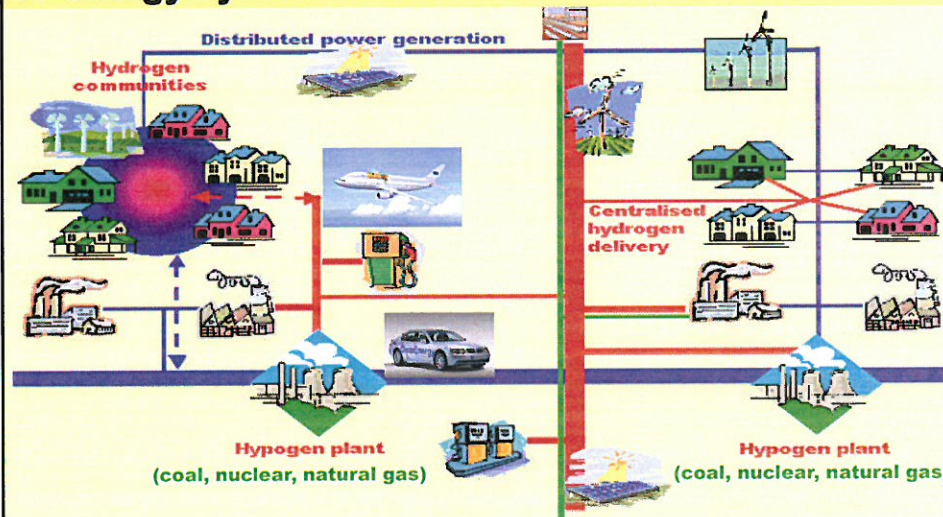 Distributed power generation
Hydrogen
communities
Centralised
hydrogen
delivery
Hypogen plant
(coal, nuclear, natural gas)
Hypogen plant
(coal, nuclear, natural gas